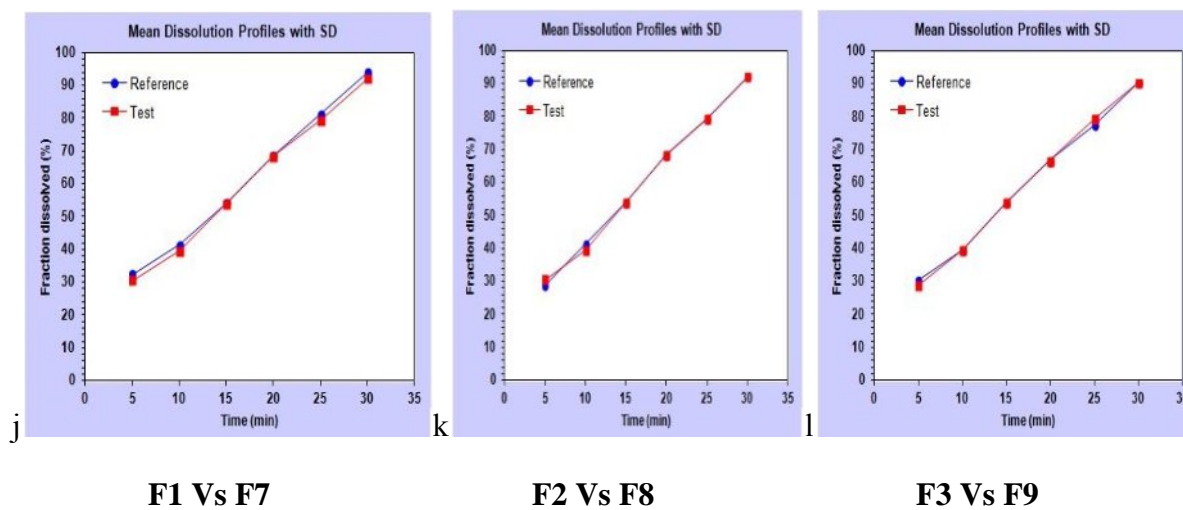 Mean Dissolution Profiles with SD
100
90
80
70
60
50
40
30
20
10
0
Fraction dissolved (%)
Reference
Test
0 5 10 15 20 25 30 35
Time (min)
j
Mean Dissolution Profiles with SD
100
90
80
70
60
50
40
30
20
10
0
Fraction dissolved (%)
Reference
Test
0 5 10 15 20 25 30 35
Time (min)
k
Mean Dissolution Profiles with SD
100
90
80
70
60
50
40
30
20
10
0
Fraction dissolved (%)
Reference
Test
0 5 10 15 20 25 30 35
Time (min)
l
F1 Vs F7
F2 Vs F8
F3 Vs F9